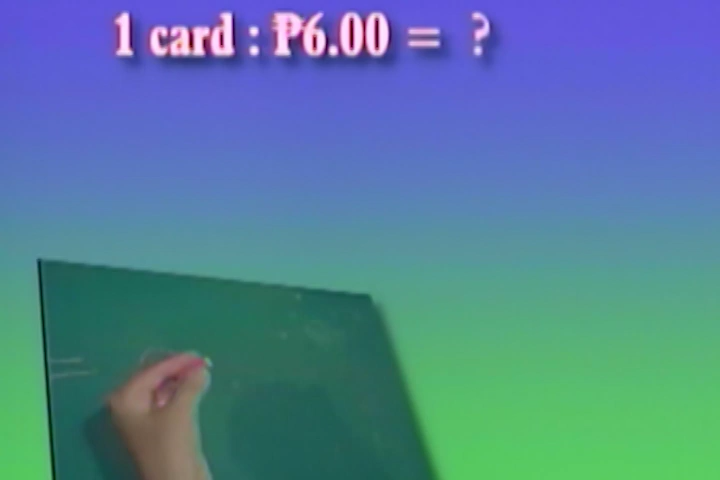 1 card : ₱6.00 = ?
=